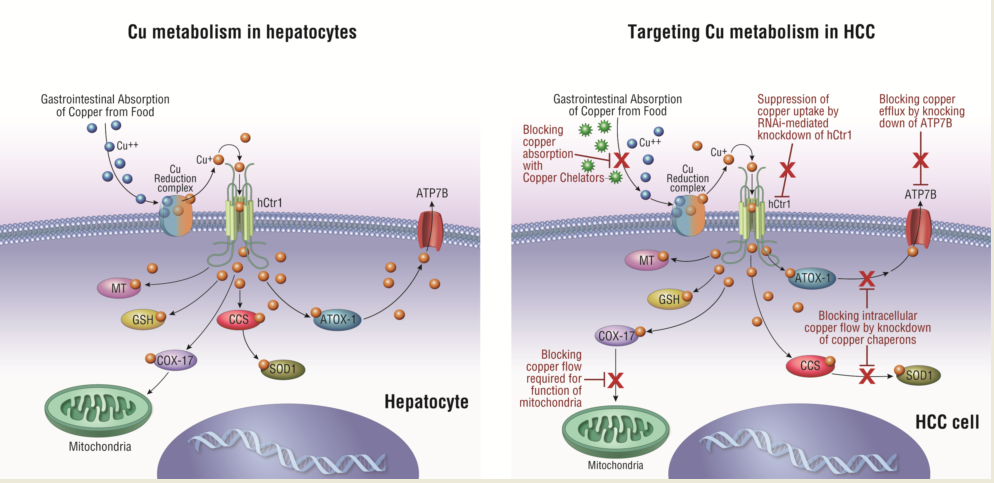 Cu metabolism in hepatocytes
Gastrointestinal Absorption
of Copper from Food
Cu++
Cu+
Cu
Reduction
complex
hCtr1
ATP7B
MT
GSH
CCS
ATOX-1
COX-17
SOD1
Mitochondria
Hepatocyte
Targeting Cu metabolism in HCC
Gastrointestinal Absorption
of Copper from Food
Blocking
copper
absorption
with
Copper Chelators
Cu++
Cu+
Cu
Reduction
complex
Suppression of
copper uptake by
RNAi-mediated
knockdown of hCtr1
Blocking copper
efflux by knocking
down of ATP7B
hCtr1
ATP7B
MT
GSH
ATOX-1
COX-17
Blocking intracellular
copper flow by knockdown
of copper chaperons
Blocking
copper flow
required for
function of
mitochondria
CCS
SOD1
Mitochondria
HCC cell